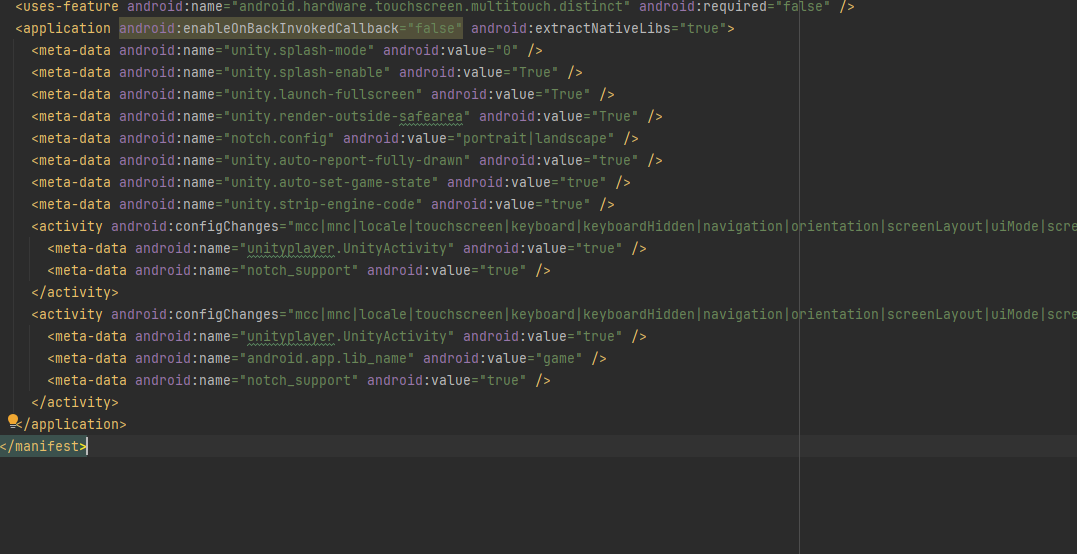 <uses-feature android:name="android.hardware.touchscreen.multitouch.distinct" android:required="false" />
<application android:enableOnBackInvokedCallback="false" android:extractNativeLibs="true">
<meta-data android:name="unity.splash-mode" android:value="0" />
<meta-data android:name="unity.splash-enable" android:value="True" />
<meta-data android:name="unity.launch-fullscreen" android:value="True" />
<meta-data android:name="unity.render-outside-safearea" android:value="True" />
<meta-data android:name="notch.config" android:value="portrait|landscape" />
<meta-data android:name="unity.auto-report-fully-drawn" android:value="true" />
<meta-data android:name="unity.auto-set-game-state" android:value="true" />
<meta-data android:name="unity.strip-engine-code" android:value="true" />
<activity android:configChanges="mcc|mnc|locale|touchscreen|keyboard|keyboardHidden|navigation|orientation|screenLayout|uiMode|scre
<meta-data android:name="unityplayer.UnityActivity" android:value="true" />
<meta-data android:name="notch_support" android:value="true" />
</activity>
<activity android:configChanges="mcc|mnc|locale|touchscreen|keyboard|keyboardHidden|navigation|orientation|screenLayout|uiMode|scre
<meta-data android:name="unityplayer.UnityActivity" android:value="true" />
<meta-data android:name="android.app.lib_name" android:value="game" />
<meta-data android:name="notch_support" android:value="true" />
</activity>
</application>
</manifest>